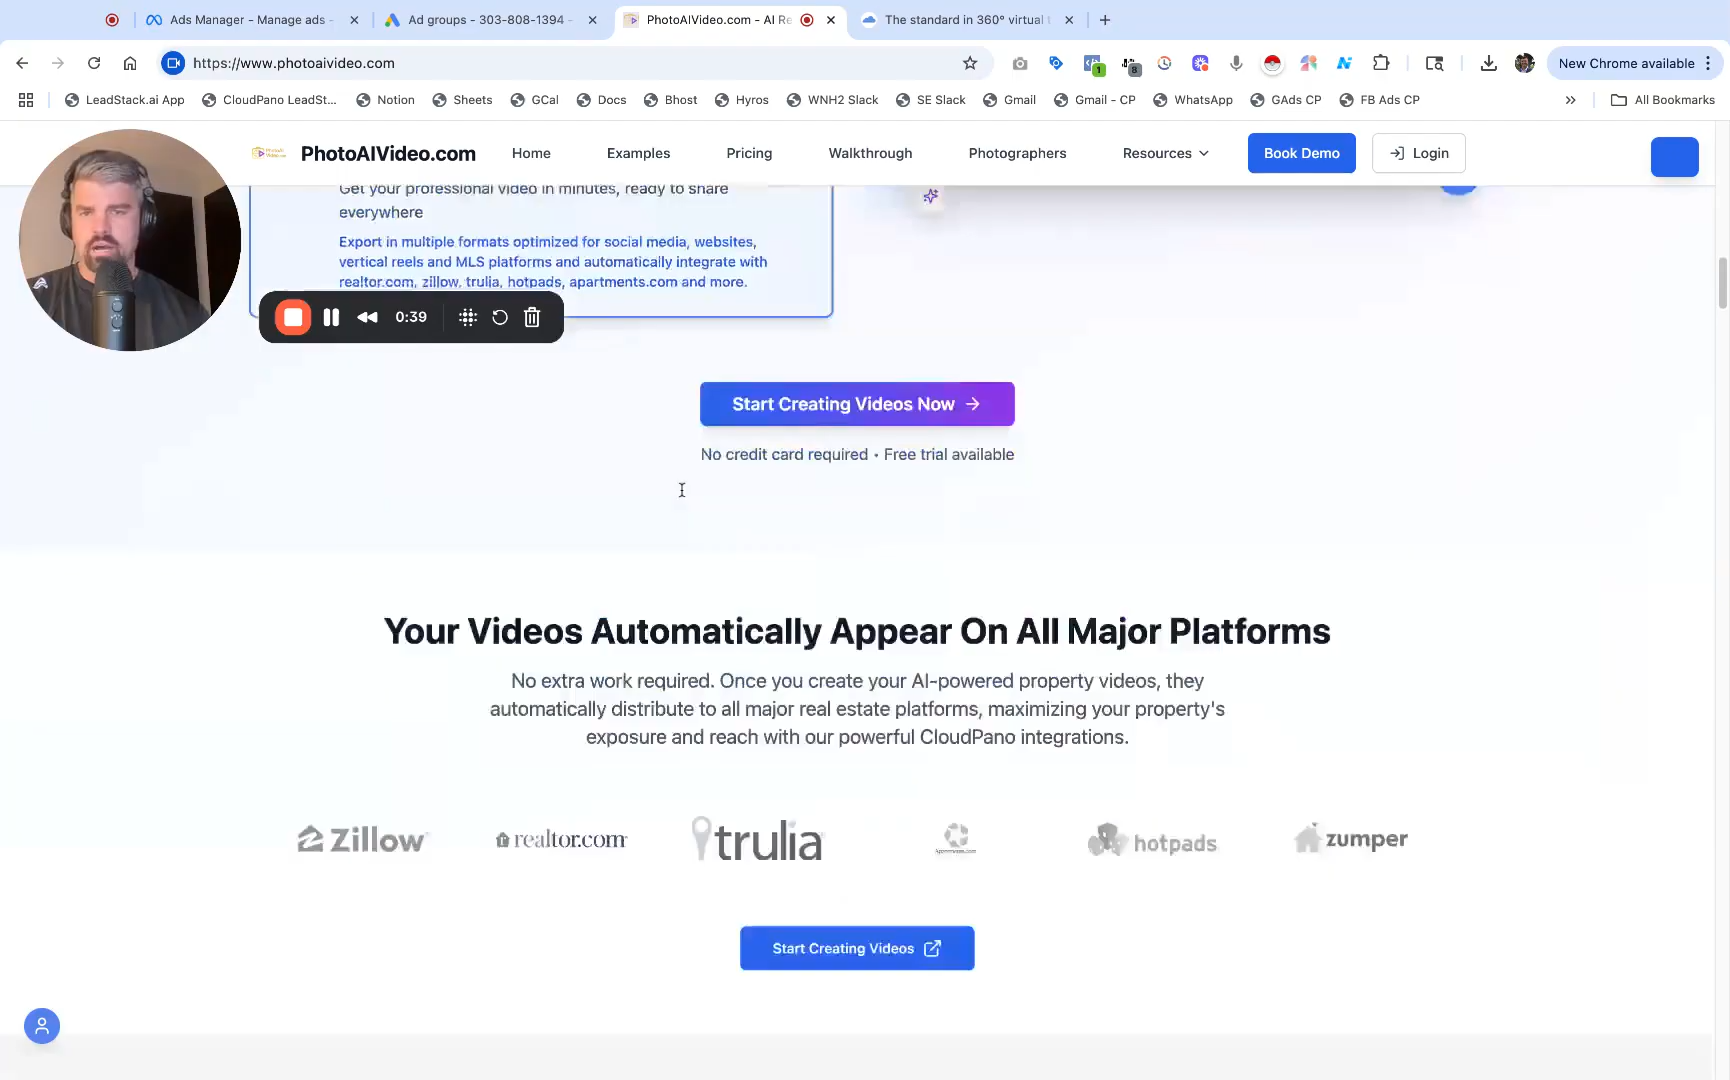 Ads Manager - Manage ads -
Ad groups - 303-808-1394 -
PhotoAIVideo.com - AI Re
The standard in 360° virtual t
https://www.photoaivideo.com
1
8
New Chrome available
LeadStack.ai App
CloudPano LeadSt...
Notion
Sheets
GCal
Docs
Bhost
Hyros
WNH2 Slack
SE Slack
Gmail
Gmail - CP
WhatsApp
GAds CP
FB Ads CP
All Bookmarks
PhotoAIVideo.com
Home
Examples
Pricing
Walkthrough
Photographers
Resources
Book Demo
Login
Get your professional video in minutes, ready to share
everywhere
Export in multiple formats optimized for social media, websites,
vertical reels and MLS platforms and automatically integrate with
realtor.com, zillow, trulia, hotpads, apartments.com and more.
0:39
Start Creating Videos Now
No credit card required • Free trial available
Your Videos Automatically Appear On All Major Platforms
No extra work required. Once you create your AI-powered property videos, they
automatically distribute to all major real estate platforms, maximizing your property's
exposure and reach with our powerful CloudPano integrations.
Zillow
realtor.com
trulia
hotpads
zumper
Start Creating Videos